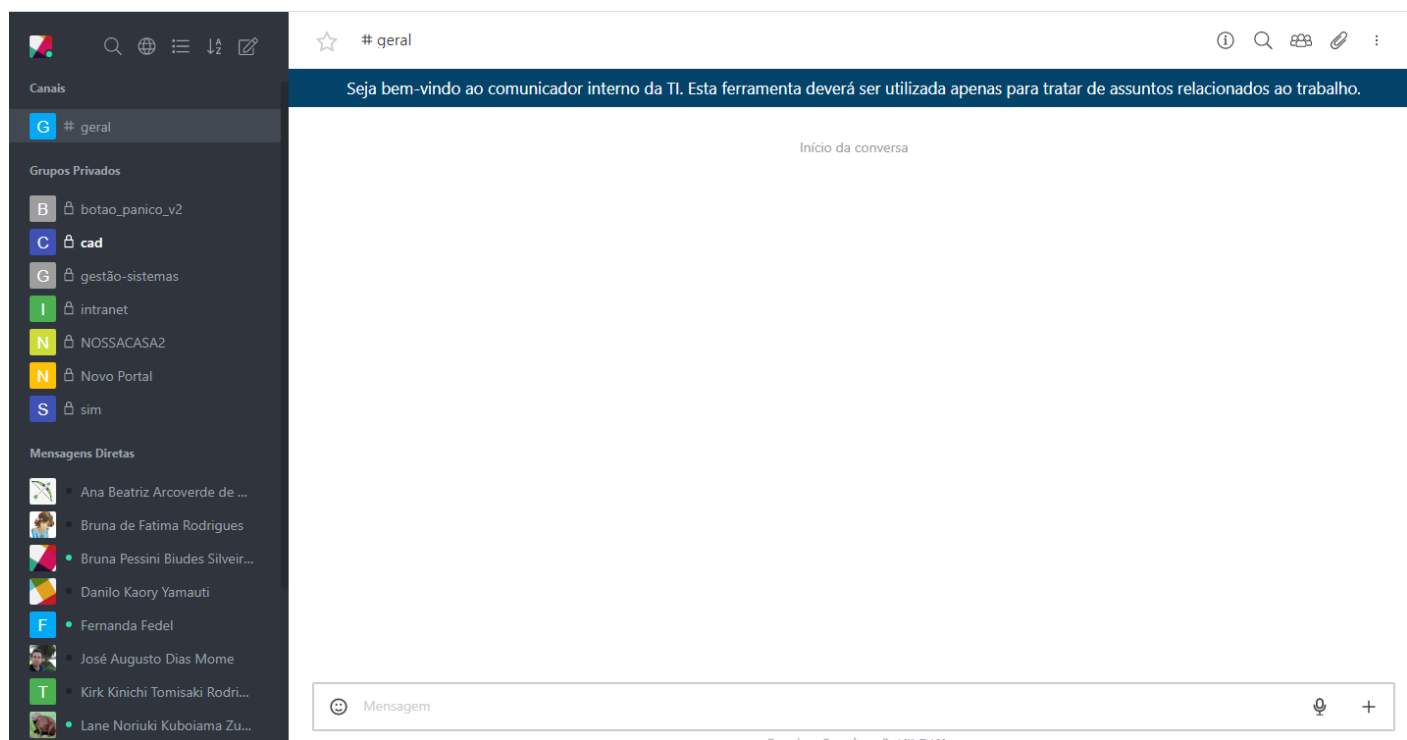 # geral
Seja bem-vindo ao comunicador interno da TI. Esta ferramenta deverá ser utilizada apenas para tratar de assuntos relacionados ao trabalho.
Canais
G # geral
Grupos Privados
B botao_panico_v2
C cad
G gestão-sistemas
I intranet
N NOSSACASA2
N Novo Portal
S sim
Mensagens Diretas
Ana Beatriz Arcoverde de ...
Bruna de Fatima Rodrigues
Bruna Pessini Biudes Silveir...
Danilo Kaory Yamauti
F Fernanda Fedel
José Augusto Dias Mome
T Kirk Kinichi Tomisaki Rodri...
Lane Noriuki Kuboiama Zu...
Início da conversa
Mensagem